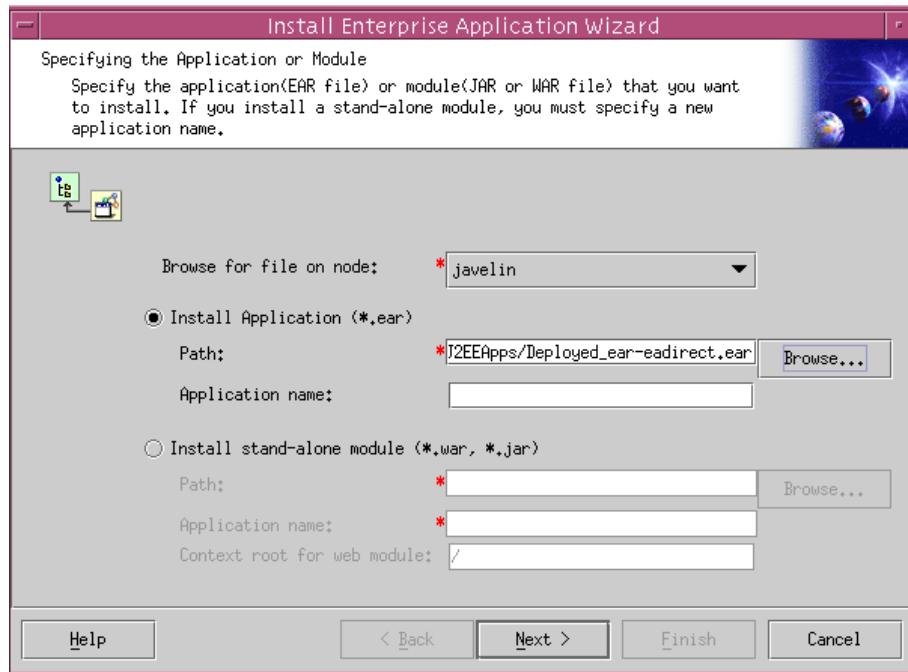 Install Enterprise Application Wizard
Specifying the Application or Module
Specify the application(EAR file) or module(JAR or WAR file) that you want
to install. If you install a stand-alone module, you must specify a new
application name.
Browse for file on node: * javelin
Install Application (*.ear)
Path: * J2EEApps/Deployed_ear-eadirect.ear Browse...
Application name:
Install stand-alone module (*.war, *.jar)
Path: * Browse...
Application name: *
Context root for web module: /
Help < Back Next > Finish Cancel